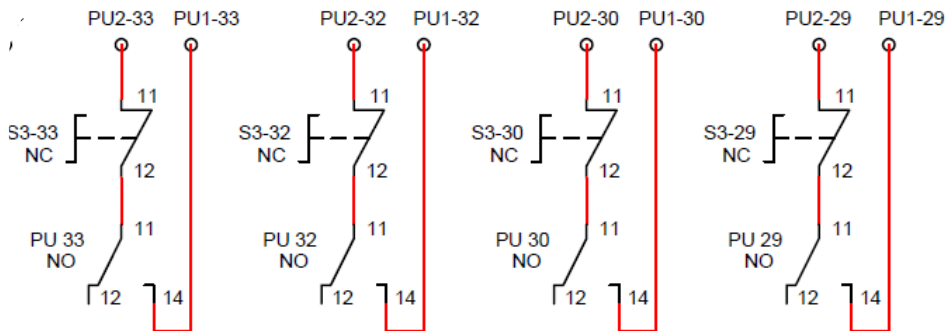 PU2-33 PU1-33 PU2-32 PU1-32 PU2-30 PU1-30 PU2-29 PU1-29
11 11 11 11
S3-33 S3-32 S3-30 S3-29
NC NC NC NC
12 12 12 12
11 11 11 11
PU 33 PU 32 PU 30 PU 29
NO NO NO NO
12 14 12 14 12 14 12 14